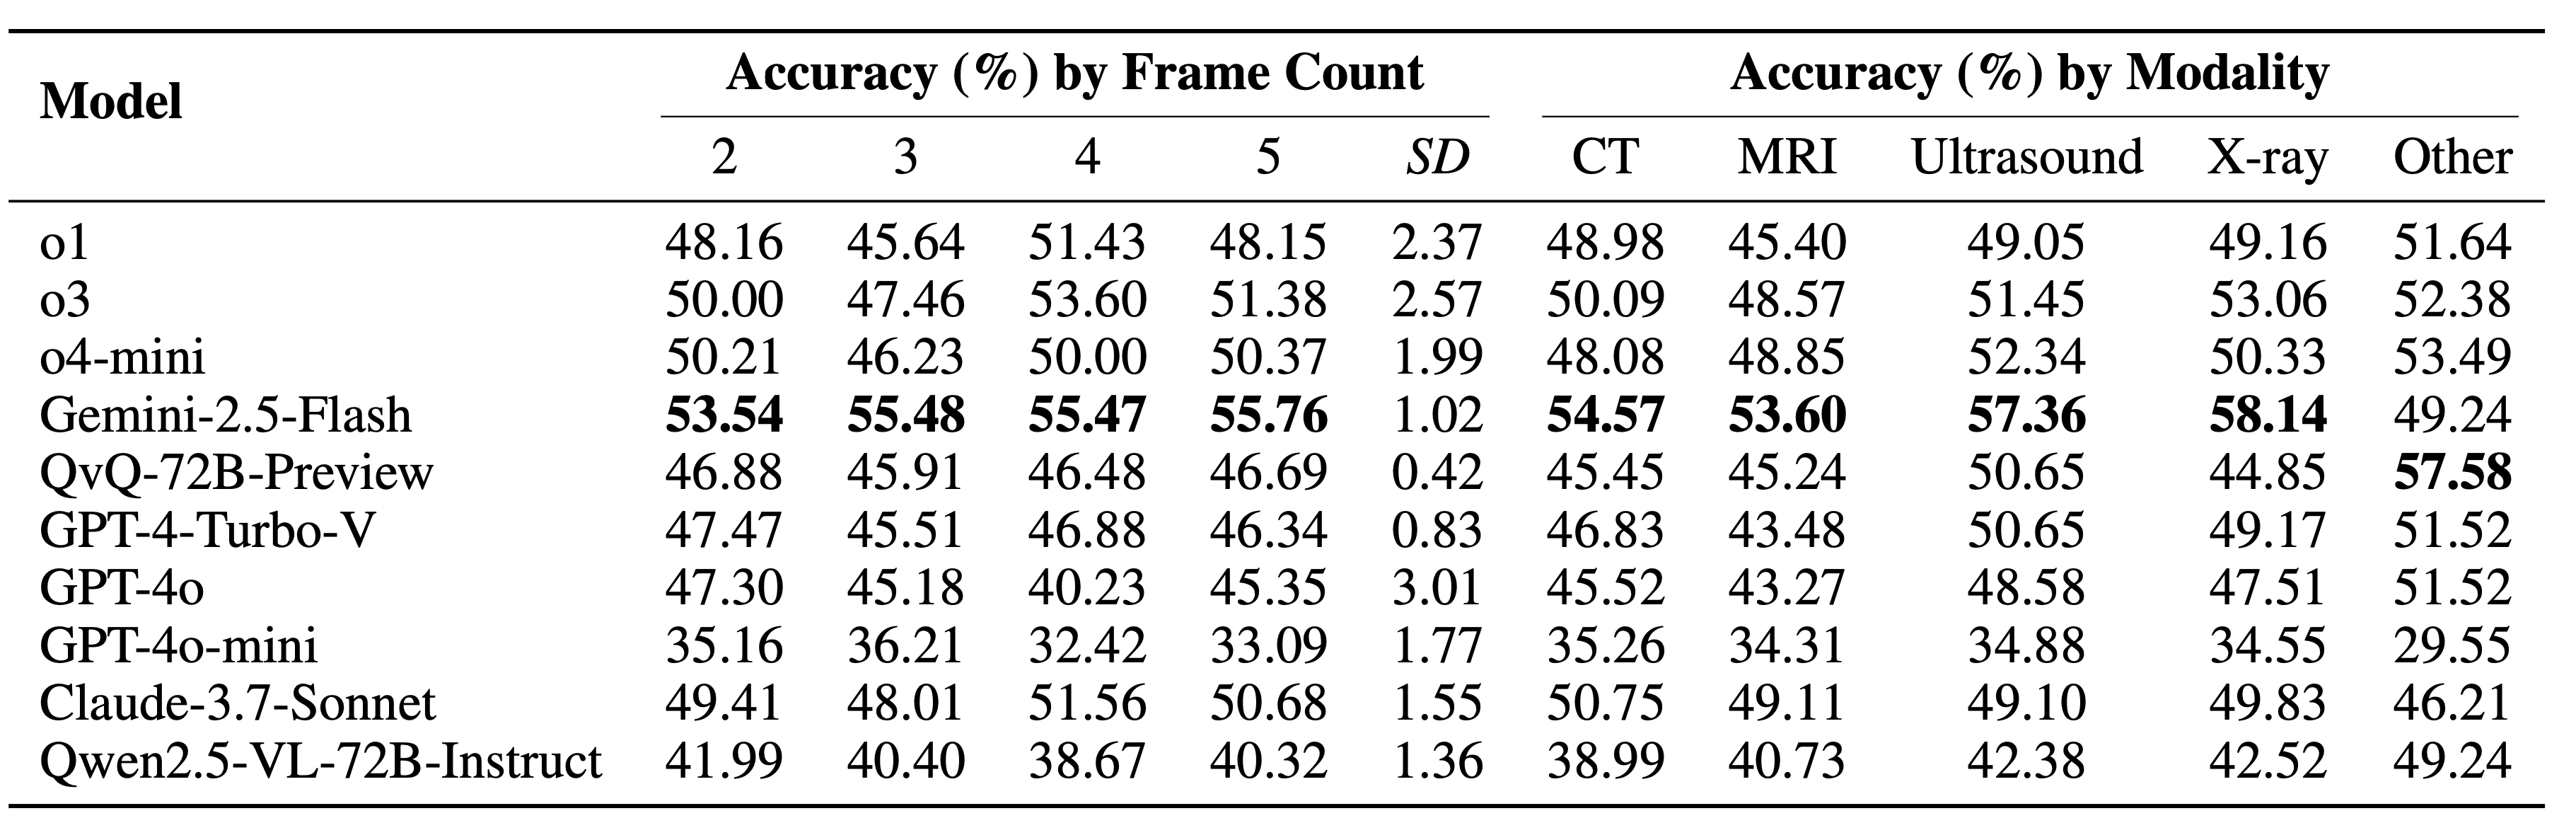 Model Accuracy (%) by Frame Count Accuracy (%) by Modality
2 3 4 5 SD CT MRI Ultrasound X-ray Other
o1 48.16 45.64 51.43 48.15 2.37 48.98 45.40 49.05 49.16 51.64
o3 50.00 47.46 53.60 51.38 2.57 50.09 48.57 51.45 53.06 52.38
o4-mini 50.21 46.23 50.00 50.37 1.99 48.08 48.85 52.34 50.33 53.49
Gemini-2.5-Flash 53.54 55.48 55.47 55.76 1.02 54.57 53.60 57.36 58.14 49.24
QvQ-72B-Preview 46.88 45.91 46.48 46.69 0.42 45.45 45.24 50.65 44.85 57.58
GPT-4-Turbo-V 47.47 45.51 46.88 46.34 0.83 46.83 43.48 50.65 49.17 51.52
GPT-4o 47.30 45.18 40.23 45.35 3.01 45.52 43.27 48.58 47.51 51.52
GPT-4o-mini 35.16 36.21 32.42 33.09 1.77 35.26 34.31 34.88 34.55 29.55
Claude-3.7-Sonnet 49.41 48.01 51.56 50.68 1.55 50.75 49.11 49.10 49.83 46.21
Qwen2.5-VL-72B-Instruct 41.99 40.40 38.67 40.32 1.36 38.99 40.73 42.38 42.52 49.24